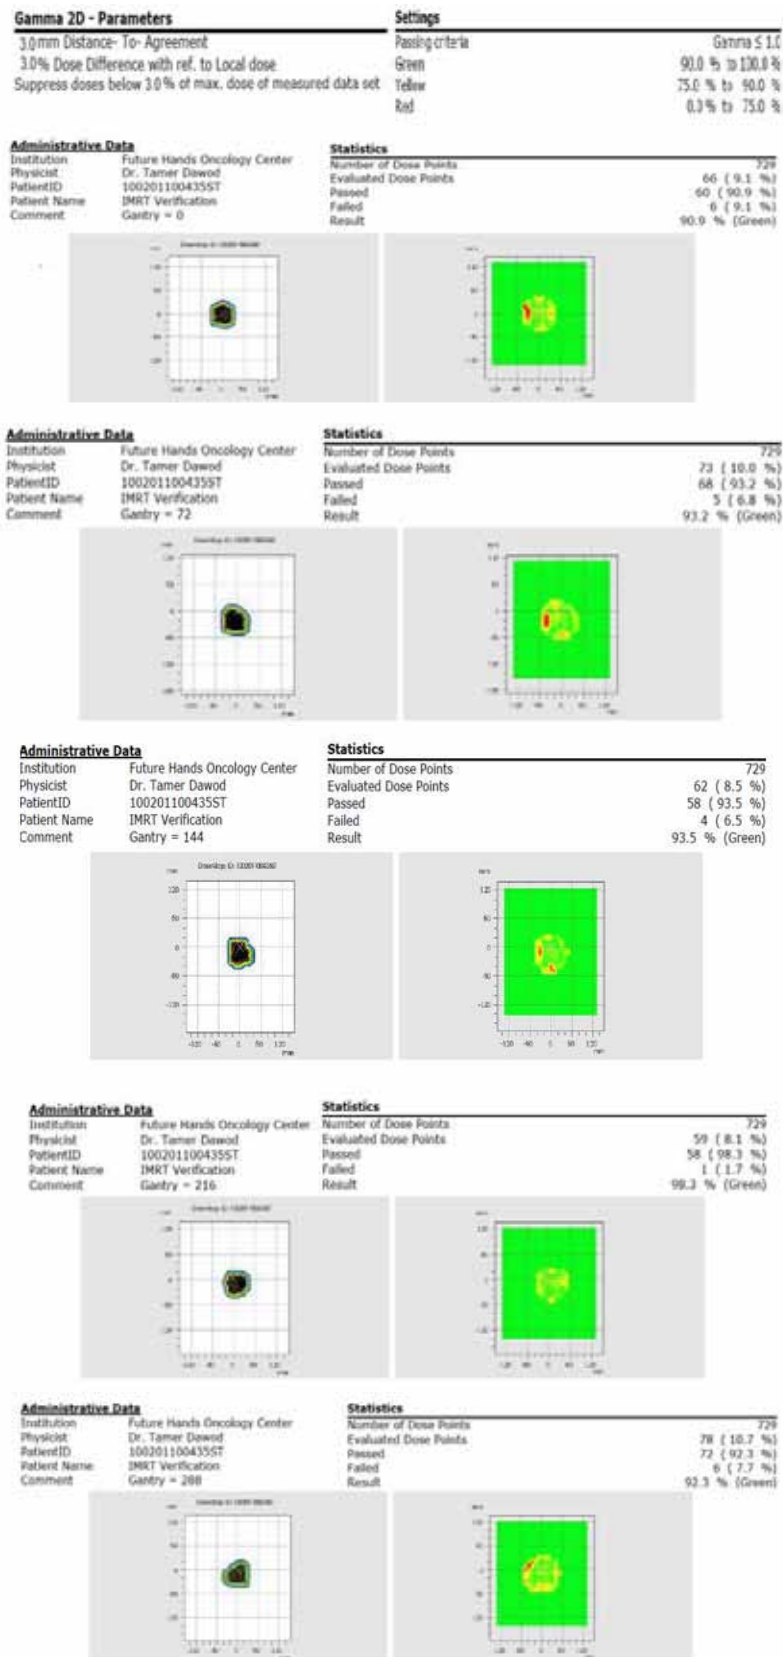 Gamma 2D - Parameters
3.0mm Distance- To- Agreement
3.0% Dose Difference with ref. to Local dose
Suppress doses below 3.0% of max. dose of measured data set
Settings
Passing criteria Gamma ≤ 1.0
Green 90.0 % to 100.0 %
Yellow 75.0 % to 90.0 %
Red 0.3% to 75.0 %
Administrative Data
Institution Future Hands Oncology Center
Physicist Dr. Tamer Dawod
PatientID 100201100435ST
Patient Name IMRT Verification
Comment Gantry = 0
Statistics
Number of Dose Points 729
Evaluated Dose Points 66 ( 9.1 %)
Passed 60 ( 90.9 %)
Failed 6 ( 9.1 %)
Result 90.9 % (Green)
Administrative Data
Institution Future Hands Oncology Center
Physicist Dr. Tamer Dawod
PatientID 100201100435ST
Patient Name IMRT Verification
Comment Gantry = 72
Statistics
Number of Dose Points 729
Evaluated Dose Points 73 ( 10.0 %)
Passed 68 ( 93.2 %)
Failed 5 ( 6.8 %)
Result 93.2 % (Green)
Administrative Data
Institution Future Hands Oncology Center
Physicist Dr. Tamer Dawod
PatientID 100201100435ST
Patient Name IMRT Verification
Comment Gantry = 144
Statistics
Number of Dose Points 729
Evaluated Dose Points 62 ( 8.5 %)
Passed 58 ( 93.5 %)
Failed 4 ( 6.5 %)
Result 93.5 % (Green)
Administrative Data
Institution Future Hands Oncology Center
Physicist Dr. Tamer Dawod
PatientID 100201100435ST
Patient Name IMRT Verification
Comment Gantry = 216
Statistics
Number of Dose Points 729
Evaluated Dose Points 59 ( 8.1 %)
Passed 58 ( 98.3 %)
Failed 1 ( 1.7 %)
Result 98.3 % (Green)
Administrative Data
Institution Future Hands Oncology Center
Physicist Dr. Tamer Dawod
PatientID 100201100435ST
Patient Name IMRT Verification
Comment Gantry = 288
Statistics
Number of Dose Points 729
Evaluated Dose Points 78 ( 10.7 %)
Passed 72 ( 92.3 %)
Failed 6 ( 7.7 %)
Result 92.3 % (Green)